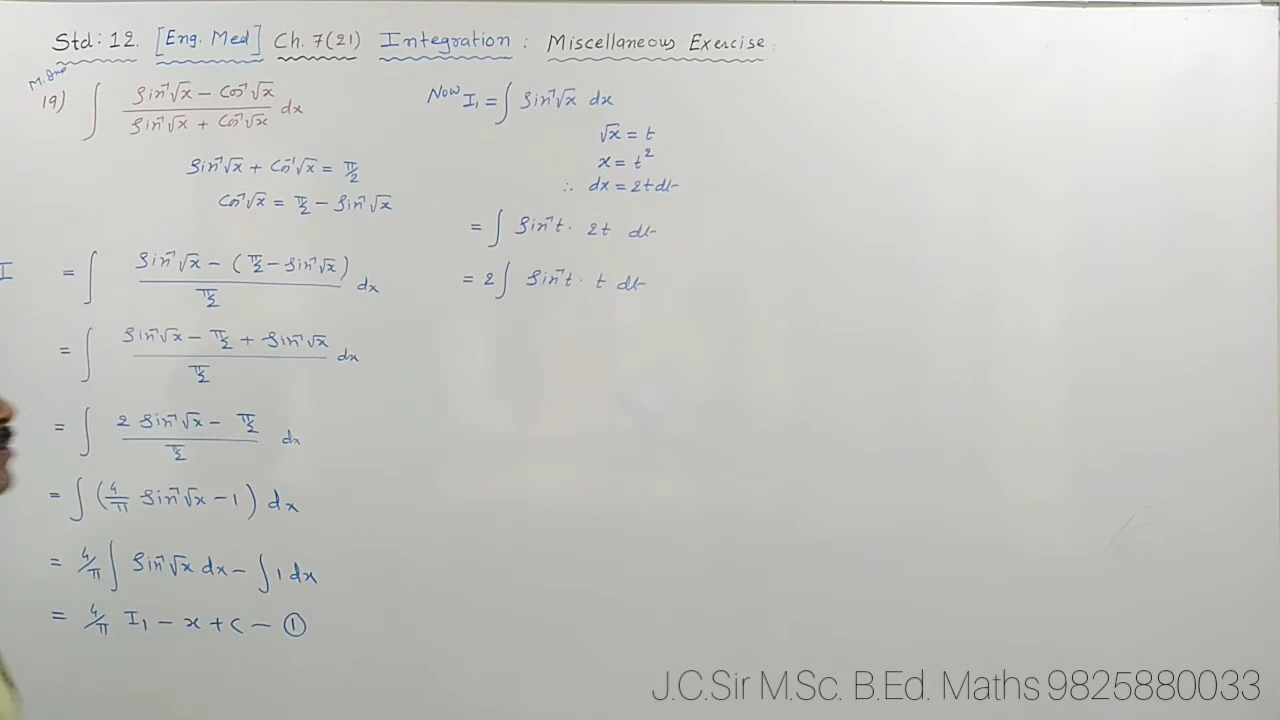 Std: 12. [Eng. Med] Ch. 7(21) Integration : Miscellaneous Exercise.
M. Imp
19) ∫ (sin⁻¹√x − cos⁻¹√x) / (sin⁻¹√x + cos⁻¹√x) dx
sin⁻¹√x + cos⁻¹√x = π/2
cos⁻¹√x = π/2 − sin⁻¹√x
I = ∫ (sin⁻¹√x − (π/2 − sin⁻¹√x)) / (π/2) dx
= ∫ (sin⁻¹√x − π/2 + sin⁻¹√x) / (π/2) dx
= ∫ (2 sin⁻¹√x − π/2) / (π/2) dx
= ∫ (4/π sin⁻¹√x − 1) dx
= 4/π ∫ sin⁻¹√x dx − ∫ 1 dx
= 4/π I₁ − x + c — ①
Now I₁ = ∫ sin⁻¹√x dx
√x = t
x = t²
∴ dx = 2t dt
= ∫ sin⁻¹t · 2t dt
= 2 ∫ sin⁻¹t · t dt
J.C.Sir M.Sc. B.Ed. Maths 9825880033